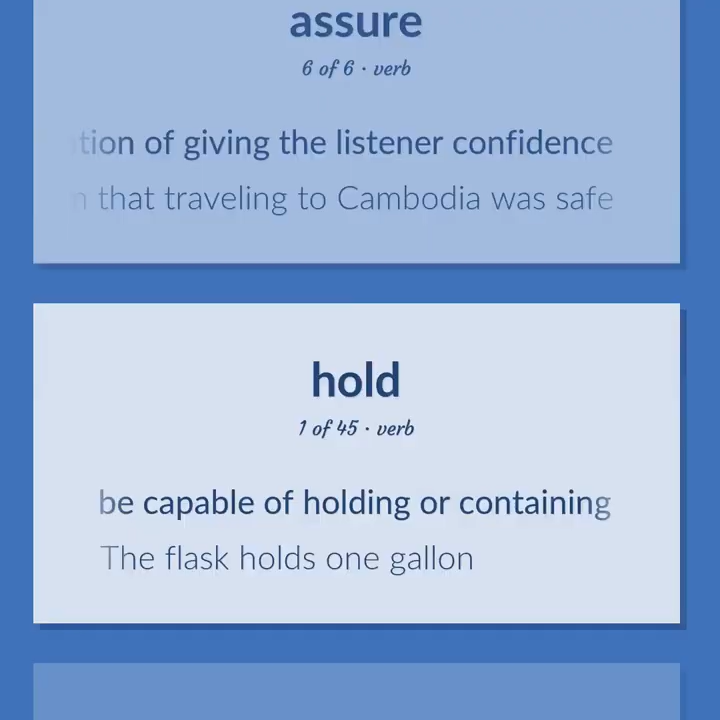 assure
6 of 6 · verb
tion of giving the listener confidence
that traveling to Cambodia was safe
hold
1 of 45 · verb
be capable of holding or containing
The flask holds one gallon